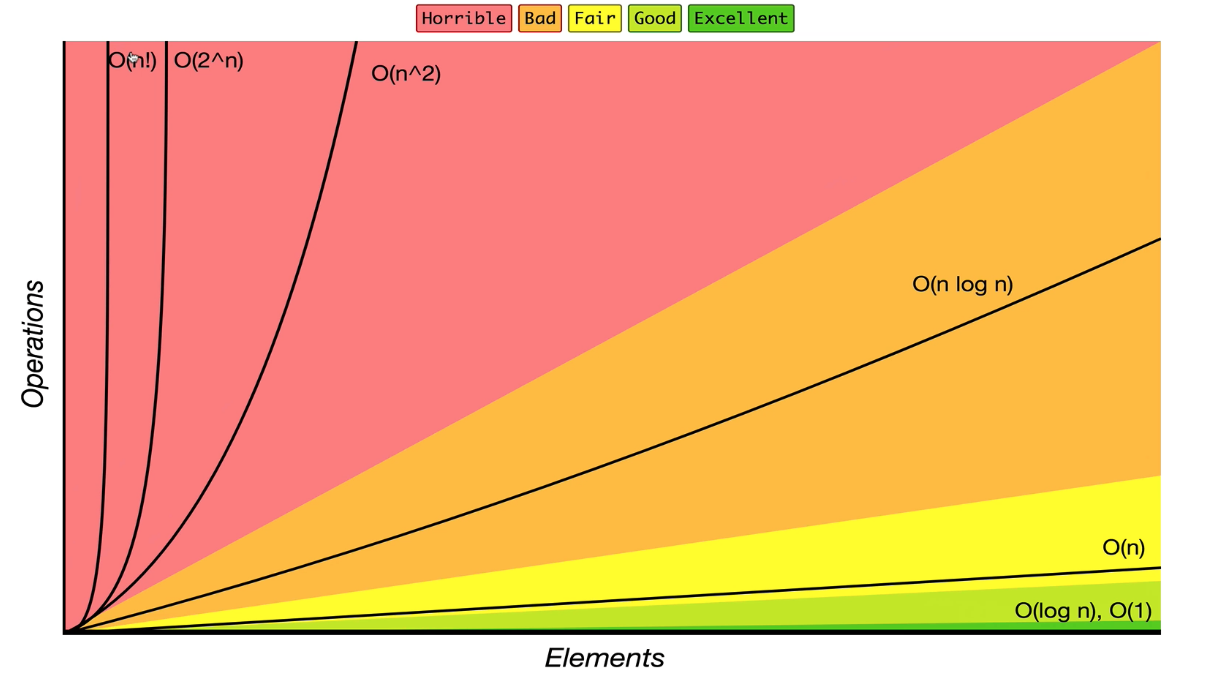 Horrible Bad Fair Good Excellent
O(n!) O(2^n)
O(n^2)
O(n log n)
O(n)
O(log n), O(1)
Operations
Elements